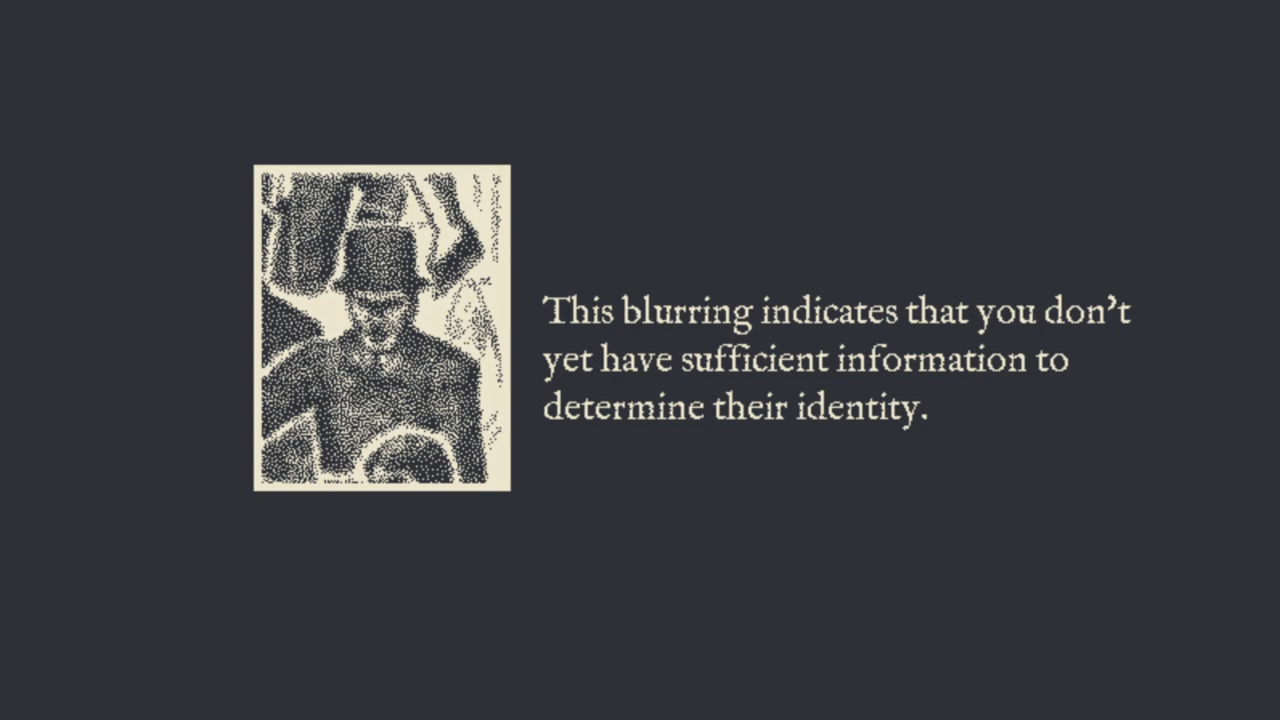 This blurring indicates that you don’t
yet have sufficient information to
determine their identity.